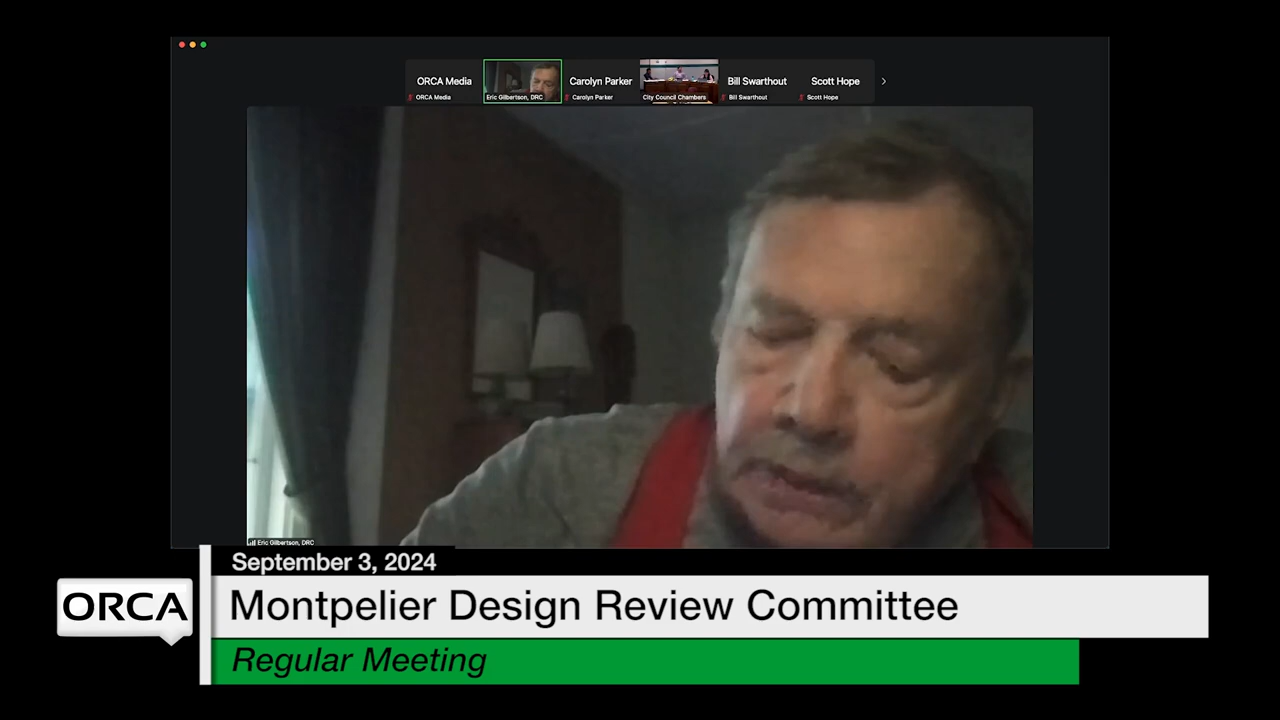 ORCA Media
Carolyn Parker
Bill Swarthout
Scott Hope
ORCA Media
Eric Gilbertson, DRC
Carolyn Parker
City Council Chambers
Bill Swarthout
Scott Hope
Eric Gilbertson, DRC
September 3, 2024
ORCA
Montpelier Design Review Committee
Regular Meeting